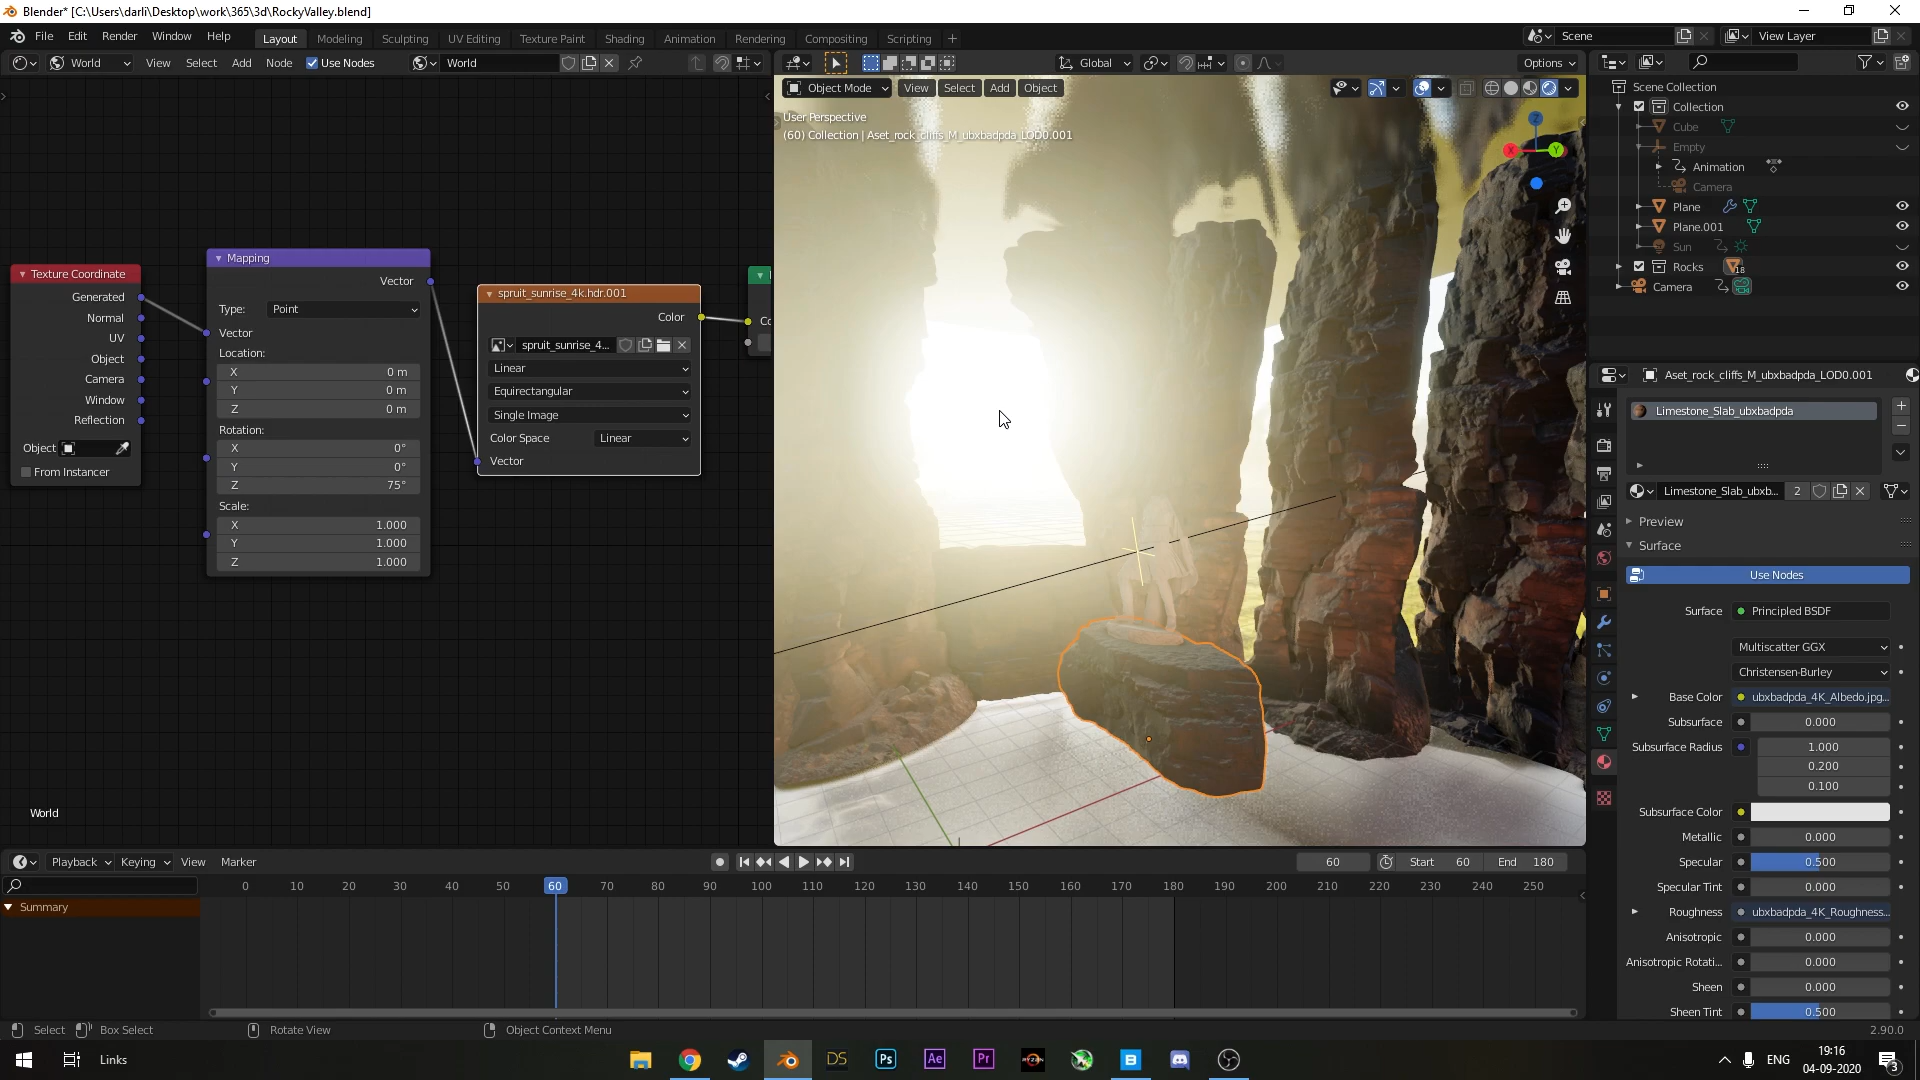 Blender* [C:\Users\darli\Desktop\work\365\3d\RockyValley.blend]
File Edit Render Window Help
Layout Modeling Sculpting UV Editing Texture Paint Shading Animation Rendering Compositing Scripting +
Scene
View Layer
World View Select Add Node Use Nodes
World
Global
Options
Object Mode View Select Add Object
User Perspective
(60) Collection | Aset_rock_cliffs_M_ubxbadpda_LOD0.001
Z
X
Y
Texture Coordinate
Generated
Normal
UV
Object
Camera
Window
Reflection
Object
From Instancer
Mapping
Vector
Type: Point
Vector
Location:
X 0 m
Y 0 m
Z 0 m
Rotation:
X 0°
Y 0°
Z 75°
Scale:
X 1.000
Y 1.000
Z 1.000
spruit_sunrise_4k.hdr.001
Color
spruit_sunrise_4...
Linear
Equirectangular
Single Image
Color Space Linear
Vector
Co
World
Scene Collection
Collection
Cube
Empty
Animation
Camera
Plane
Plane.001
Sun
Rocks 18
Camera
Aset_rock_cliffs_M_ubxbadpda_LOD0.001
Limestone_Slab_ubxbadpda
Limestone_Slab_ubxb... 2
Preview
Surface
Use Nodes
Surface Principled BSDF
Multiscatter GGX
Christensen-Burley
Base Color ubxbadpda_4K_Albedo.jpg...
Subsurface 0.000
Subsurface Radius 1.000
0.200
0.100
Subsurface Color
Metallic 0.000
Specular 0.500
Specular Tint 0.000
Roughness ubxbadpda_4K_Roughness...
Anisotropic 0.000
Anisotropic Rotati... 0.000
Sheen 0.000
Sheen Tint 0.500
Playback Keying View Marker
60 Start 60 End 180
0 10 20 30 40 50 60 70 80 90 100 110 120 130 140 150 160 170 180 190 200 210 220 230 240 250
Summary
Select Box Select Rotate View Object Context Menu
2.90.0
Links
DS Ps Ae Pr RYZEN B
ENG
19:16
04-09-2020
3